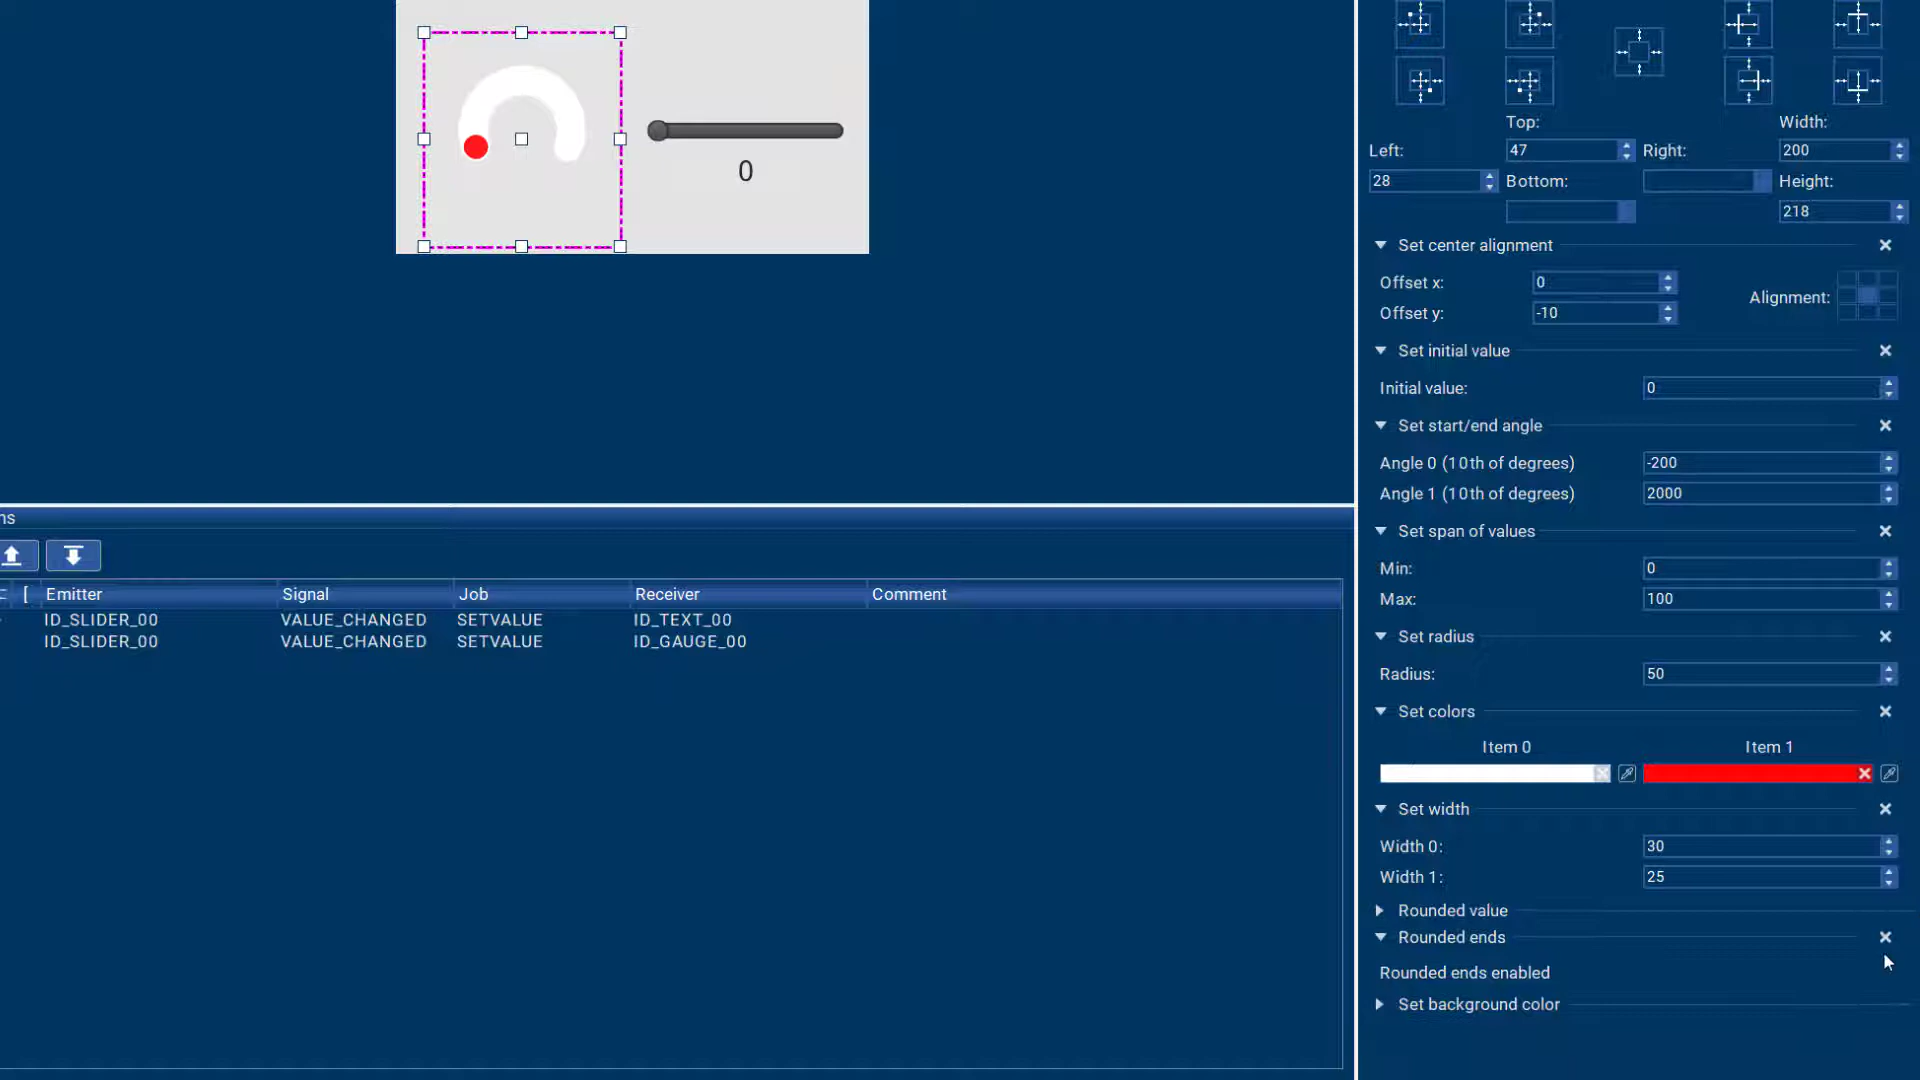 0
Top:
Width:
Left:
47
Right:
200
28
Bottom:
Height:
218
Set center alignment
Offset x:
0
Alignment:
Offset y:
-10
Set initial value
Initial value:
0
Set start/end angle
Angle 0 (10th of degrees)
-200
Angle 1 (10th of degrees)
2000
Set span of values
Min:
0
Max:
100
Set radius
Radius:
50
Set colors
Item 0
Item 1
Set width
Width 0:
30
Width 1:
25
Rounded value
Rounded ends
Rounded ends enabled
Set background color
ns
[ Emitter Signal Job Receiver Comment
ID_SLIDER_00 VALUE_CHANGED SETVALUE ID_TEXT_00
ID_SLIDER_00 VALUE_CHANGED SETVALUE ID_GAUGE_00